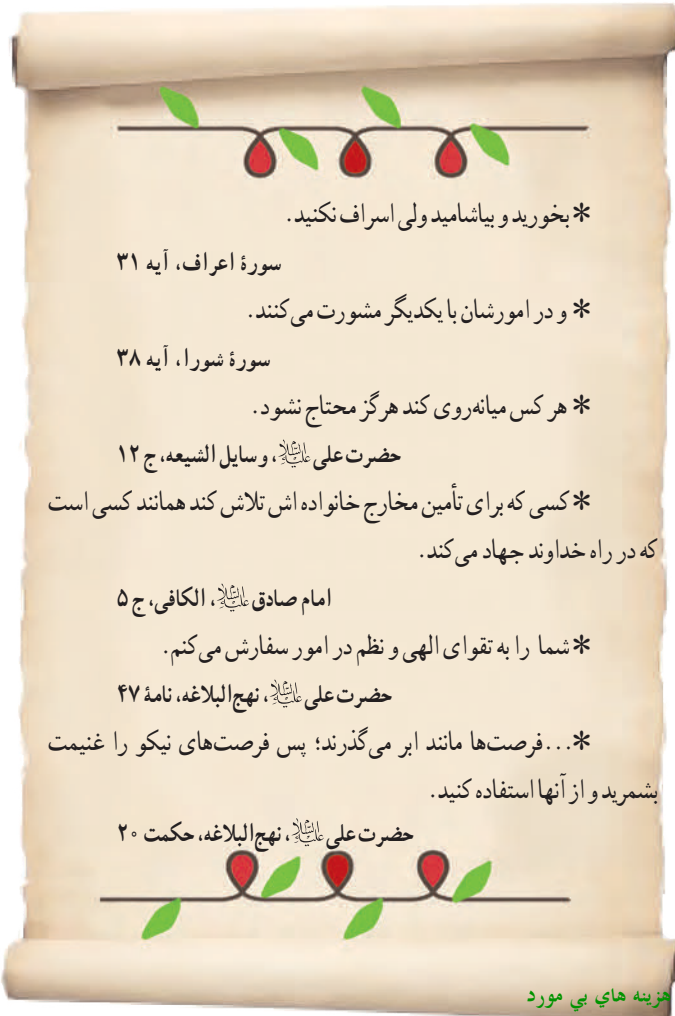 *بخورید و بیاشامید ولی اسراف نکنید.
سورهٔ اعراف، آیه ۳۱
* و در امورشان با یکدیگر مشورت می‌کنند.
سورهٔ شورا، آیه ۳۸
* هر کس میانه‌روی کند هرگز محتاج نشود.
حضرت علی علیه‌السلام، وسایل الشیعه، ج ۱۲
* کسی که برای تأمین مخارج خانواده اش تلاش کند همانند کسی است
که در راه خداوند جهاد می‌کند.
امام صادق علیه‌السلام، الکافی، ج ۵
* شما را به تقوای الهی و نظم در امور سفارش می‌کنم.
حضرت علی علیه‌السلام، نهج‌البلاغه، نامهٔ ۴۷
*...فرصت‌ها مانند ابر می‌گذرند؛ پس فرصت‌های نیکو را غنیمت
بشمرید و از آنها استفاده کنید.
حضرت علی علیه‌السلام، نهج‌البلاغه، حکمت ۲۰
هزينه هاي بي مورد